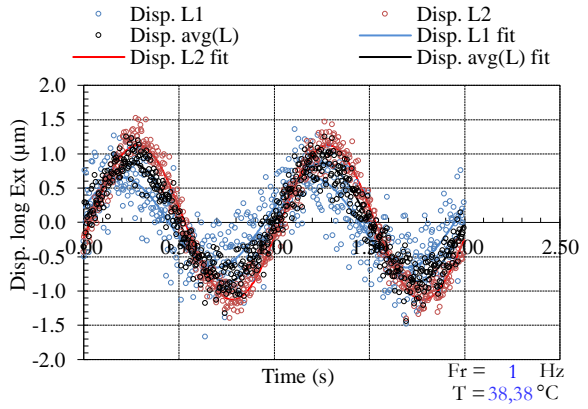 Disp. L1 Disp. L2
Disp. avg(L) Disp. L1 fit
Disp. L2 fit Disp. avg(L) fit
Disp. long Ext (µm)
2.0
1.5
1.0
0.5
0.0
-0.5
-1.0
-1.5
-2.0
0.00 0.50 1.00 1.50 2.00 2.50
Time (s)
Fr = 1 Hz
T = 38,38 °C